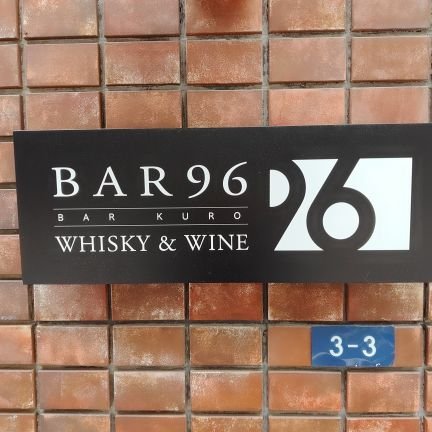 BAR96
BAR KURO
WHISKY & WINE
96
3-3